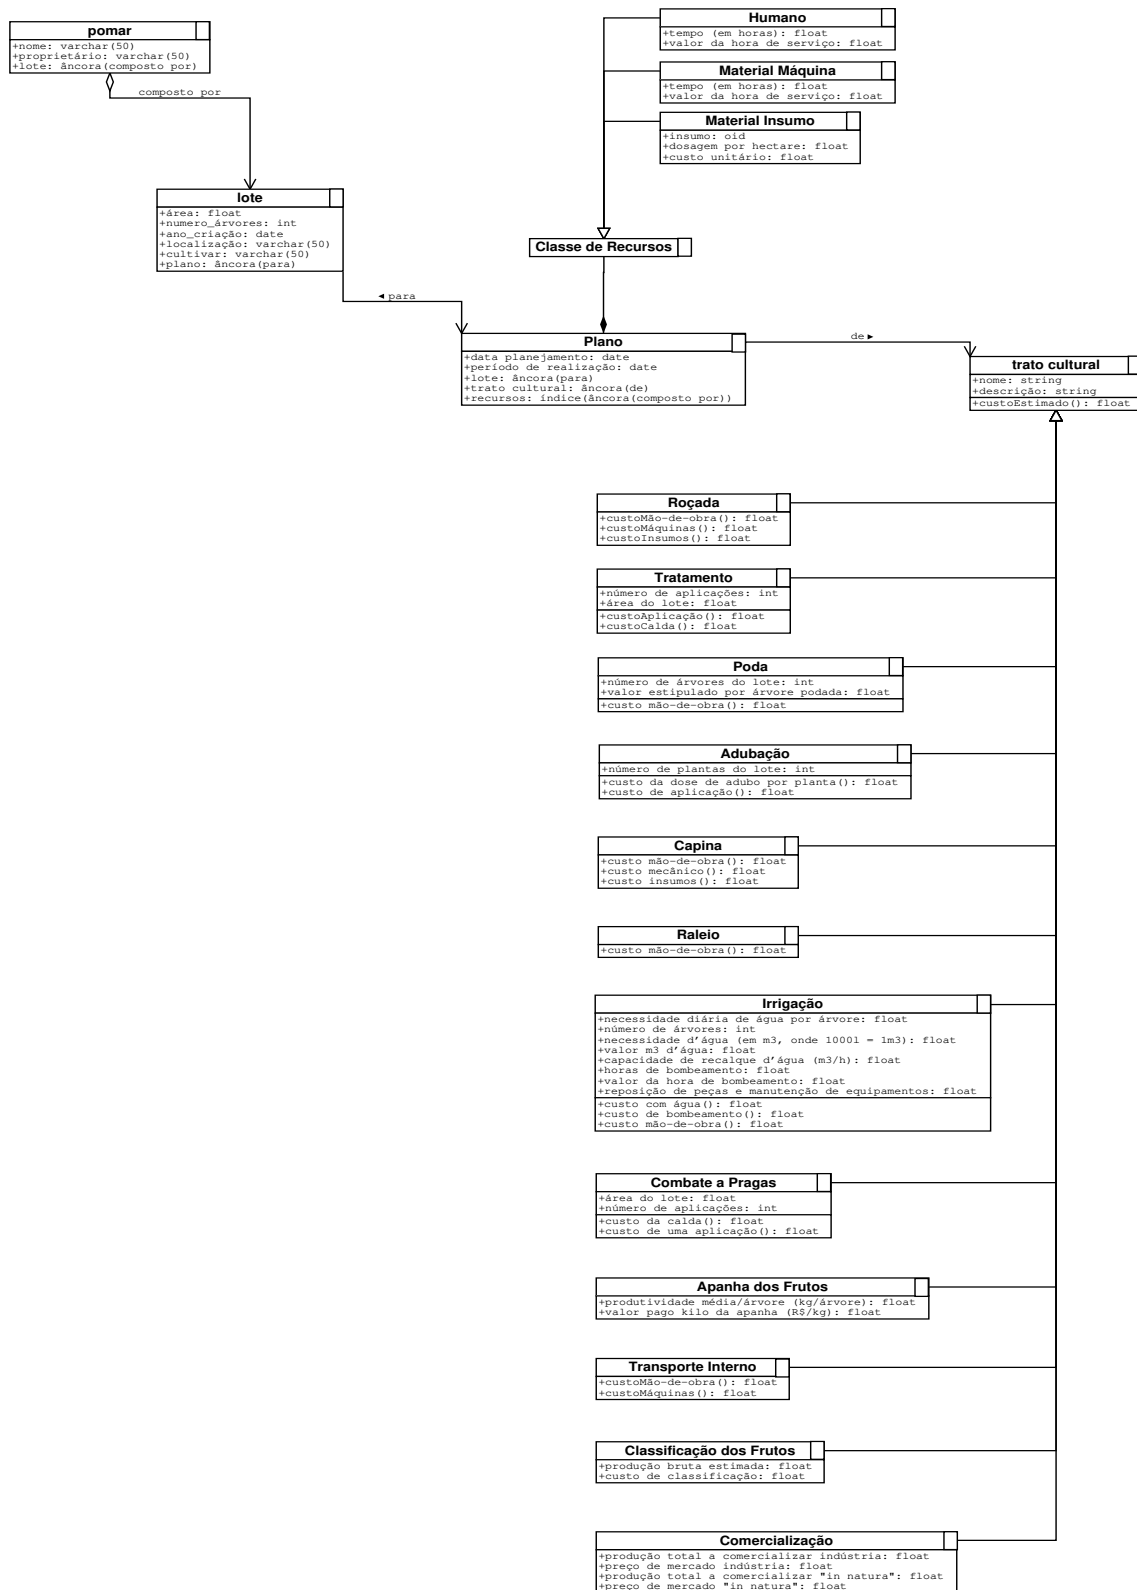 pomar
+nome: varchar(50)
+proprietário: varchar(50)
+lote: âncora(composto por)
composto por
Humano
+tempo (em horas): float
+valor da hora de serviço: float
Material Máquina
+tempo (em horas): float
+valor da hora de serviço: float
Material Insumo
+insumo: oid
+dosagem por hectare: float
+custo unitário: float
lote
+área: float
+numero_árvores: int
+ano_criação: date
+localização: varchar(50)
+cultivar: varchar(50)
+plano: âncora(para)
Classe de Recursos
◄ para
Plano
+data planejamento: date
+período de realização: date
+lote: âncora(para)
+trato cultural: âncora(de)
+recursos: indice(âncora(composto por))
de ►
trato cultural
+nome: string
+descrição: string
+custoEstimado(): float
Roçada
+custoMão-de-obra(): float
+custoMáquinas(): float
+custoInsumos(): float
Tratamento
+número de aplicações: int
+área do lote: float
+custoAplicação(): float
+custoCalda(): float
Poda
+número de árvores do lote: int
+valor estipulado por árvore podada: float
+custo mão-de-obra(): float
Adubação
+número de plantas do lote: int
+custo da dose de adubo por planta(): float
+custo de aplicação(): float
Capina
+custo mão-de-obra(): float
+custo mecânico(): float
+custo insumos(): float
Raleio
+custo mão-de-obra(): float
Irrigação
+necessidade diária de água por árvore: float
+número de árvores: int
+necessidade d'água (em m3, onde 1000l = 1m3): float
+valor m3 d'água: float
+capacidade de recalque d'água (m3/h): float
+horas de bombeamento: float
+valor da hora de bombeamento: float
+reposição de peças e manutenção de equipamentos: float
+custo com água(): float
+custo de bombeamento(): float
+custo mão-de-obra(): float
Combate a Pragas
+área do lote: float
+número de aplicações: int
+custo da calda(): float
+custo de uma aplicação(): float
Apanha dos Frutos
+produtividade média/árvore (kg/árvore): float
+valor pago kilo da apanha (R$/kg): float
Transporte Interno
+custoMão-de-obra(): float
+custoMáquinas(): float
Classificação dos Frutos
+produção bruta estimada: float
+custo de classificação: float
Comercialização
+produção total a comercializar indústria: float
+preço de mercado indústria: float
+produção total a comercializar "in natura": float
+preço de mercado "in natura": float